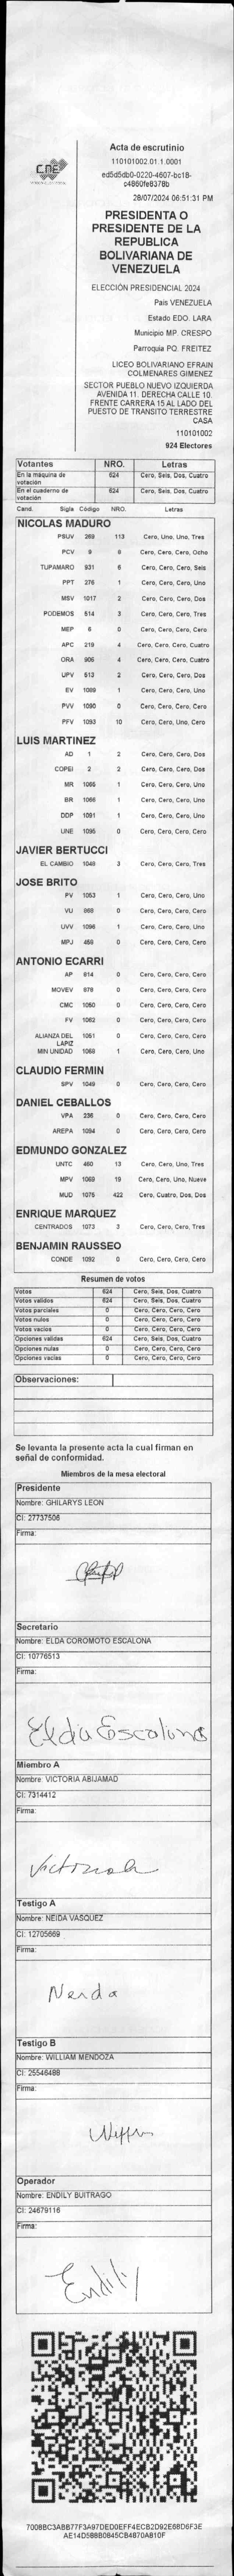 CNE
Acta de escrutinio
110101002.01.1.0001
ed5d5db0-0220-4607-bc18-
c4860fe8378b
28/07/2024 06:51:31 PM
PRESIDENTA O
PRESIDENTE DE LA
REPUBLICA
BOLIVARIANA DE
VENEZUELA
ELECCIÓN PRESIDENCIAL 2024
Pais VENEZUELA
Estado EDO. LARA
Municipio MP. CRESPO
Parroquia PQ. FREITEZ
LICEO BOLIVARIANO EFRAIN
COLMENARES GIMENEZ
SECTOR PUEBLO NUEVO IZQUIERDA
AVENIDA 11. DERECHA CALLE 10.
FRENTE CARRERA 15 AL LADO DEL
PUESTO DE TRANSITO TERRESTRE
CASA
110101002
924 Electores
Votantes NRO. Letras
En la máquina de votación 624 Cero, Seis, Dos, Cuatro
En el cuaderno de votación 624 Cero, Seis, Dos, Cuatro
Cand. Sigla Código NRO. Letras
NICOLAS MADURO
PSUV 269 113 Cero, Uno, Uno, Tres
PCV 9 8 Cero, Cero, Cero, Ocho
TUPAMARO 931 6 Cero, Cero, Cero, Seis
PPT 276 1 Cero, Cero, Cero, Uno
MSV 1017 2 Cero, Cero, Cero, Dos
PODEMOS 514 3 Cero, Cero, Cero, Tres
MEP 6 0 Cero, Cero, Cero, Cero
APC 219 4 Cero, Cero, Cero, Cuatro
ORA 906 4 Cero, Cero, Cero, Cuatro
UPV 513 2 Cero, Cero, Cero, Dos
EV 1089 1 Cero, Cero, Cero, Uno
PVV 1090 0 Cero, Cero, Cero, Cero
PFV 1093 10 Cero, Cero, Uno, Cero
LUIS MARTINEZ
AD 1 2 Cero, Cero, Cero, Dos
COPEI 2 2 Cero, Cero, Cero, Dos
MR 1065 1 Cero, Cero, Cero, Uno
BR 1066 1 Cero, Cero, Cero, Uno
DDP 1091 1 Cero, Cero, Cero, Uno
UNE 1095 0 Cero, Cero, Cero, Cero
JAVIER BERTUCCI
EL CAMBIO 1048 3 Cero, Cero, Cero, Tres
JOSE BRITO
PV 1053 1 Cero, Cero, Cero, Uno
VU 868 0 Cero, Cero, Cero, Cero
UVV 1096 1 Cero, Cero, Cero, Uno
MPJ 459 0 Cero, Cero, Cero, Cero
ANTONIO ECARRI
AP 814 0 Cero, Cero, Cero, Cero
MOVEV 979 0 Cero, Cero, Cero, Cero
CMC 1050 0 Cero, Cero, Cero, Cero
FV 1062 0 Cero, Cero, Cero, Cero
ALIANZA DEL LAPIZ 1051 0 Cero, Cero, Cero, Cero
MIN UNIDAD 1068 1 Cero, Cero, Cero, Uno
CLAUDIO FERMIN
SPV 1049 0 Cero, Cero, Cero, Cero
DANIEL CEBALLOS
VPA 236 0 Cero, Cero, Cero, Cero
AREPA 1094 0 Cero, Cero, Cero, Cero
EDMUNDO GONZALEZ
UNTC 460 13 Cero, Cero, Uno, Tres
MPV 1069 19 Cero, Cero, Uno, Nueve
MUD 1075 422 Cero, Cuatro, Dos, Dos
ENRIQUE MARQUEZ
CENTRADOS 1073 3 Cero, Cero, Cero, Tres
BENJAMIN RAUSSEO
CONDE 1092 0 Cero, Cero, Cero, Cero
Resumen de votos
Votos 624 Cero, Seis, Dos, Cuatro
Votos validos 624 Cero, Seis, Dos, Cuatro
Votos parciales 0 Cero, Cero, Cero, Cero
Votos nulos 0 Cero, Cero, Cero, Cero
Votos vacios 0 Cero, Cero, Cero, Cero
Opciones validas 624 Cero, Seis, Dos, Cuatro
Opciones nulas 0 Cero, Cero, Cero, Cero
Opciones vacias 0 Cero, Cero, Cero, Cero
Observaciones:
Se levanta la presente acta la cual firman en
señal de conformidad.
Miembros de la mesa electoral
Presidente
Nombre: GHILARYS LEON
CI: 27737506
Firma:
Secretario
Nombre: ELDA COROMOTO ESCALONA
CI: 10776513
Firma:
Elda Escalona
Miembro A
Nombre: VICTORIA ABIJAMAD
CI: 7314412
Firma:
Victoria
Testigo A
Nombre: NEIDA VASQUEZ
CI: 12705669
Firma:
Neida
Testigo B
Nombre: WILLIAM MENDOZA
CI: 25546488
Firma:
Operador
Nombre: ENDILY BUITRAGO
CI: 24679116
Firma:
Endily
7008BC3ABB77F3A97DED0EFF4ECB2D92E68D6F3E
AE14D5B8B0845CB4870AB10F